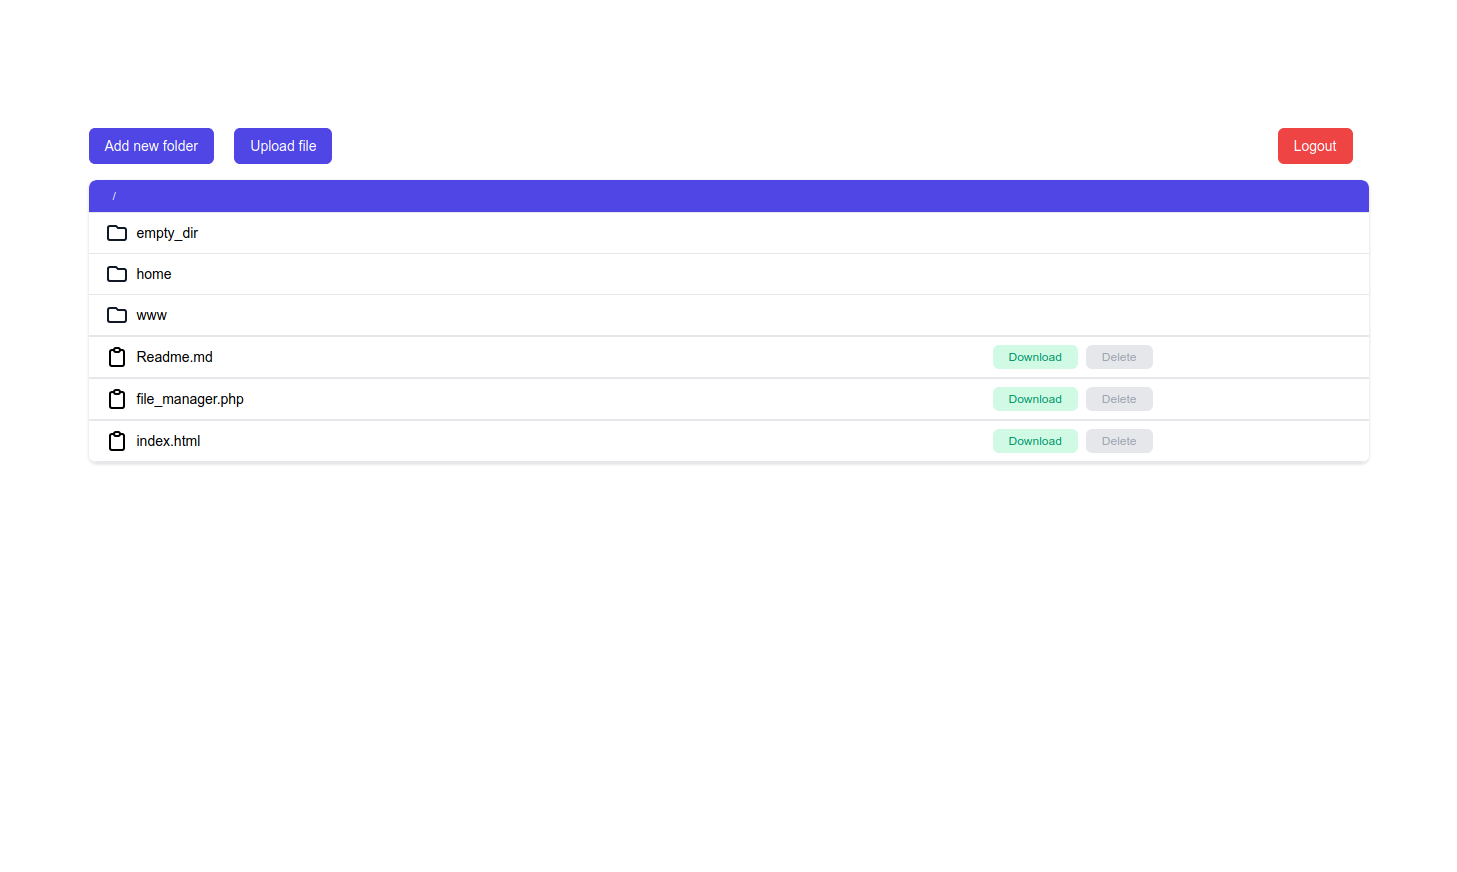 Add new folder Upload file Logout
/
empty_dir
home
www
Readme.md Download Delete
file_manager.php Download Delete
index.html Download Delete